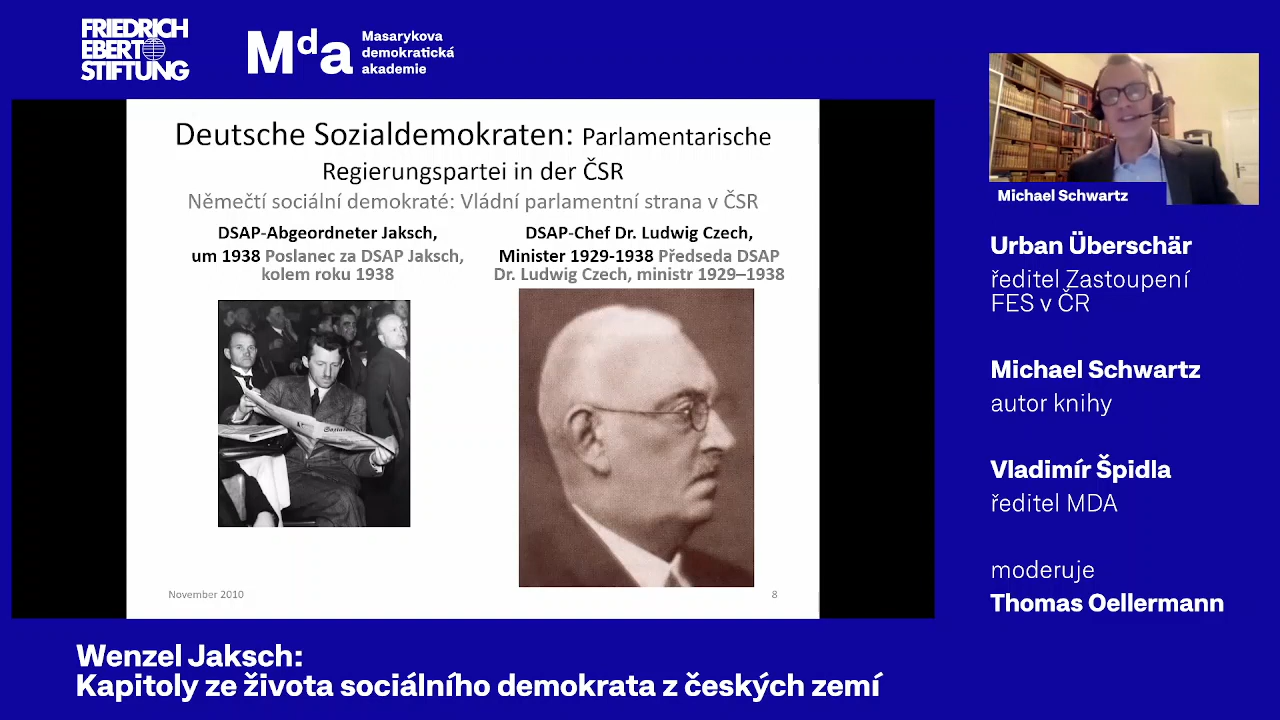 FRIEDRICH
EBERT
STIFTUNG
Mda
Masarykova
demokratická
akademie
Deutsche Sozialdemokraten: Parlamentarische
Regierungspartei in der ČSR
Němečtí sociální demokraté: Vládní parlamentní strana v ČSR
DSAP-Abgeordneter Jaksch,
um 1938 Poslanec za DSAP Jaksch,
kolem roku 1938
DSAP-Chef Dr. Ludwig Czech,
Minister 1929-1938 Předseda DSAP
Dr. Ludwig Czech, ministr 1929–1938
November 2010
8
Michael Schwartz
Urban Überschär
ředitel Zastoupení
FES v ČR
Michael Schwartz
autor knihy
Vladimír Špidla
ředitel MDA
moderuje
Thomas Oellermann
Wenzel Jaksch:
Kapitoly ze života sociálního demokrata z českých zemí